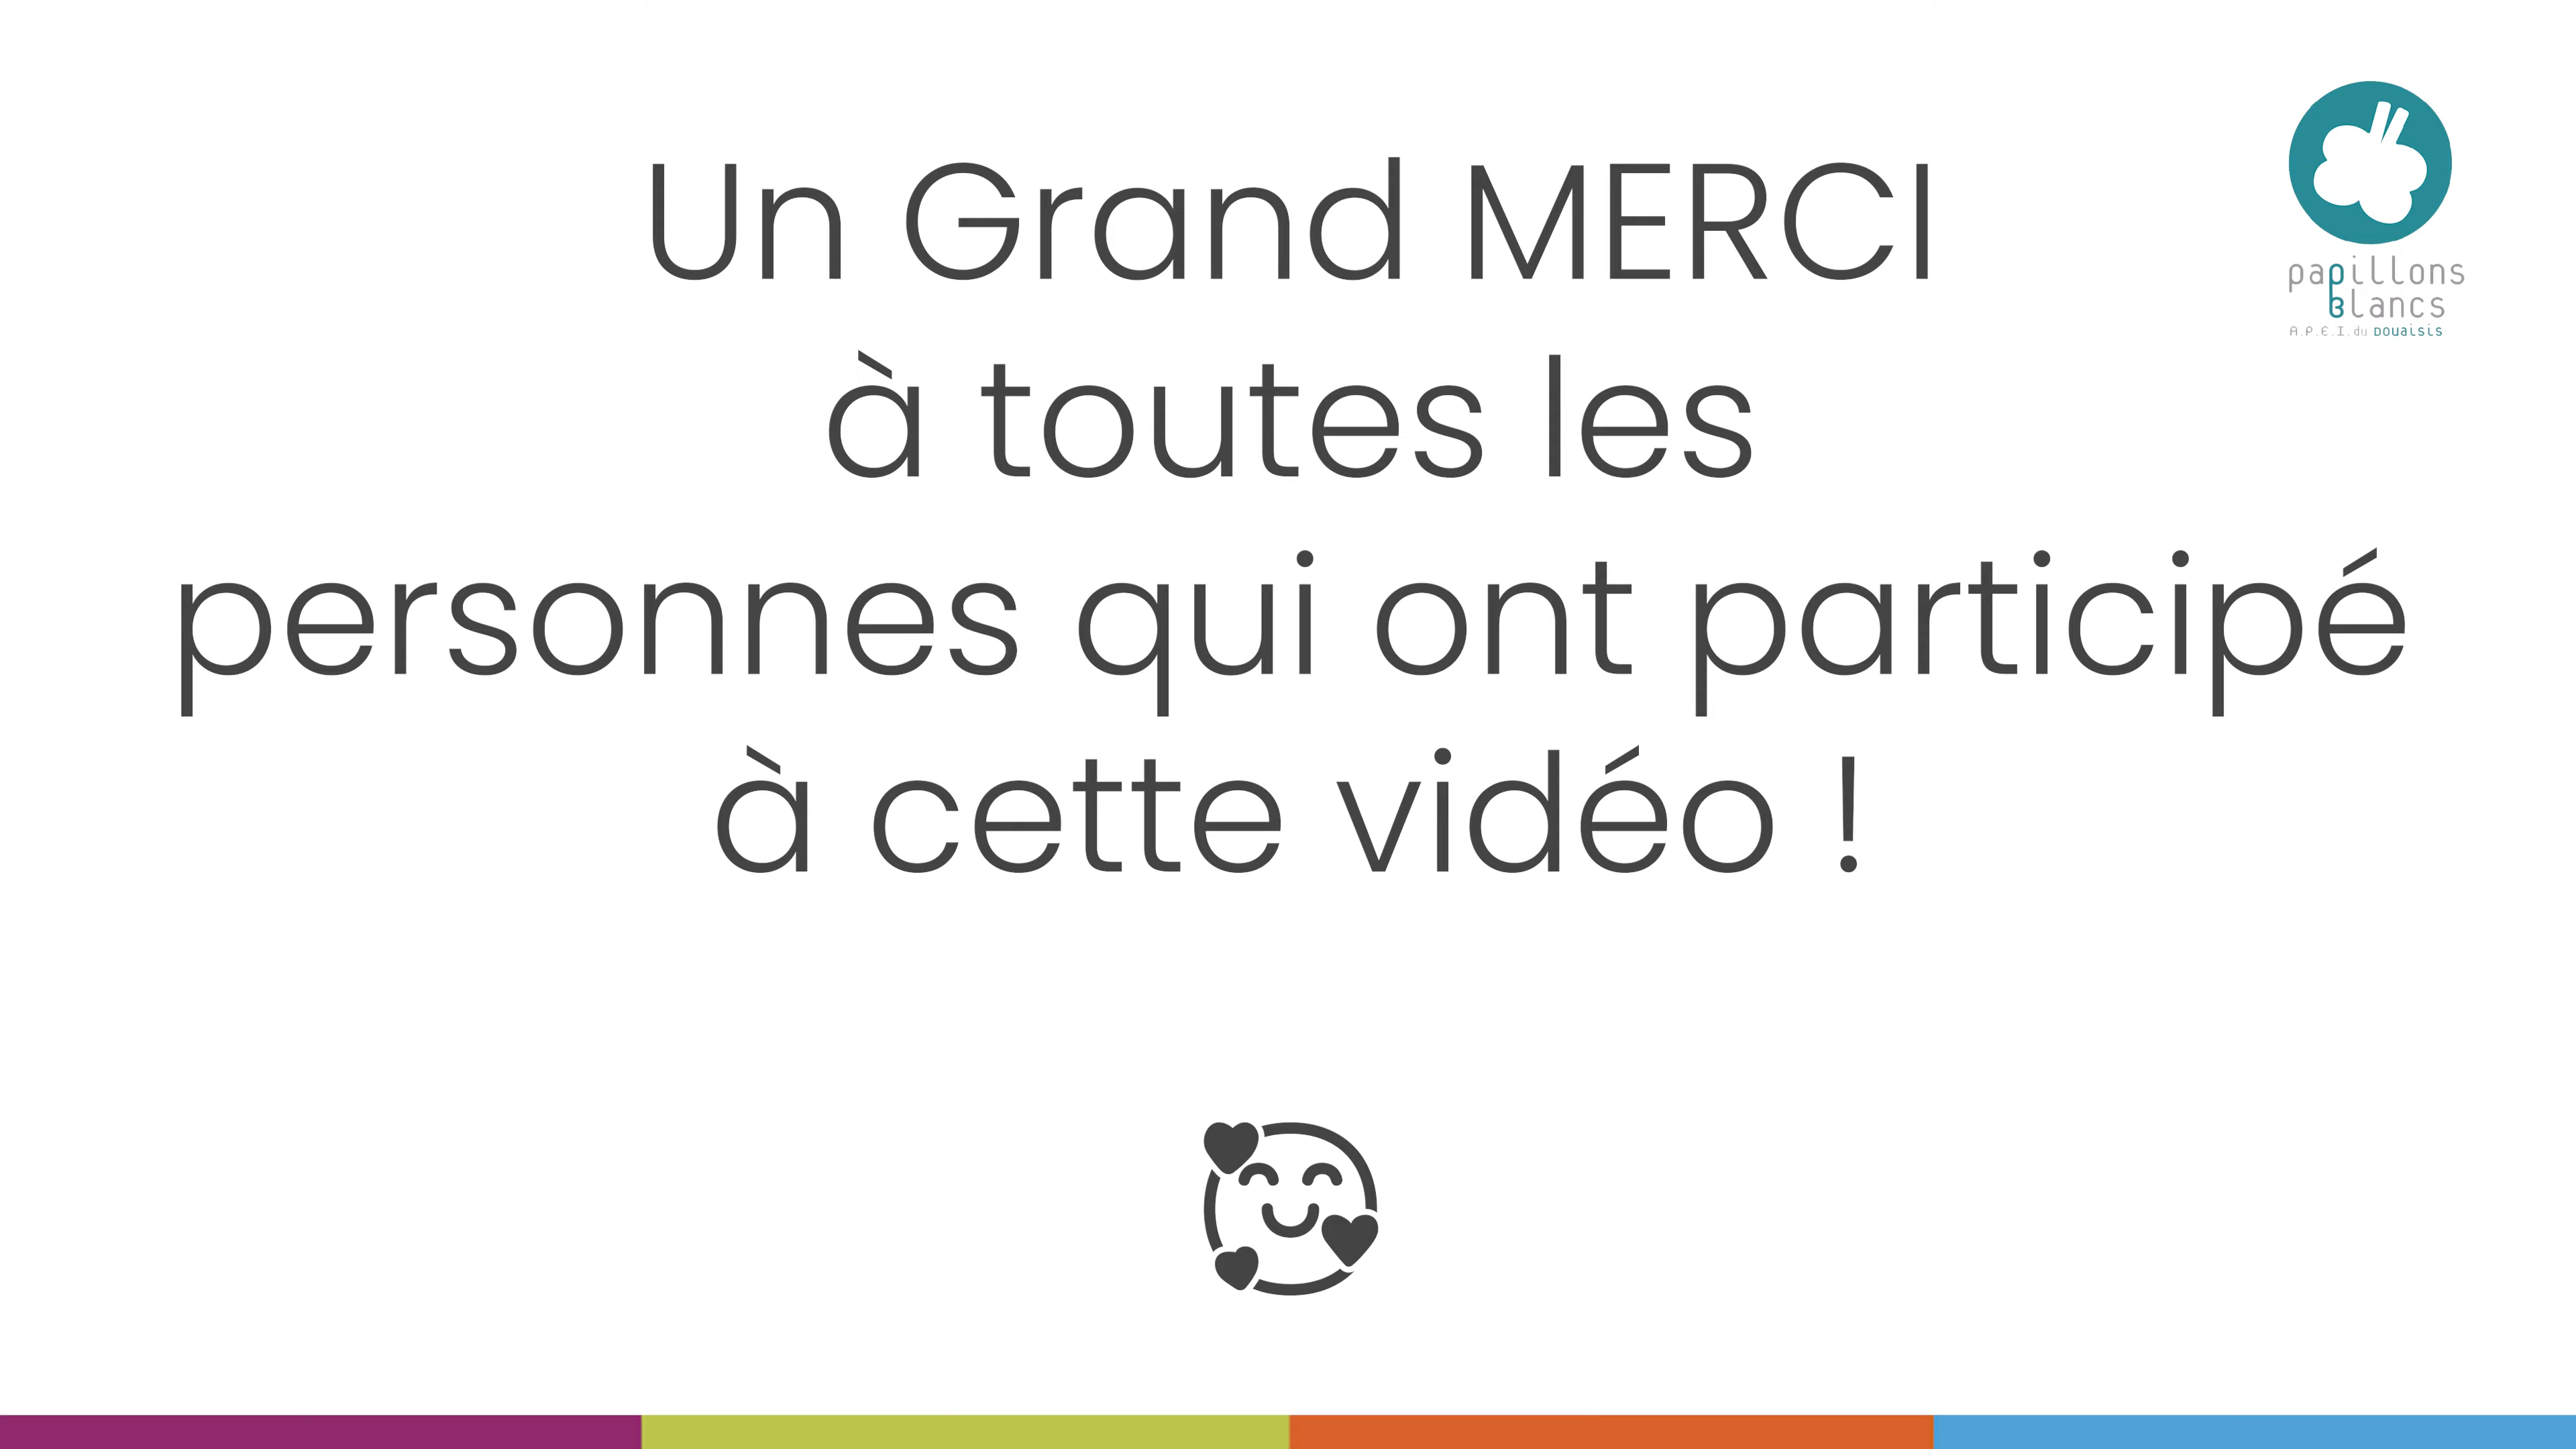 Un Grand MERCI
à toutes les
personnes qui ont participé
à cette vidéo !
papillons
Blancs
A.P.E.I. du Douaisis